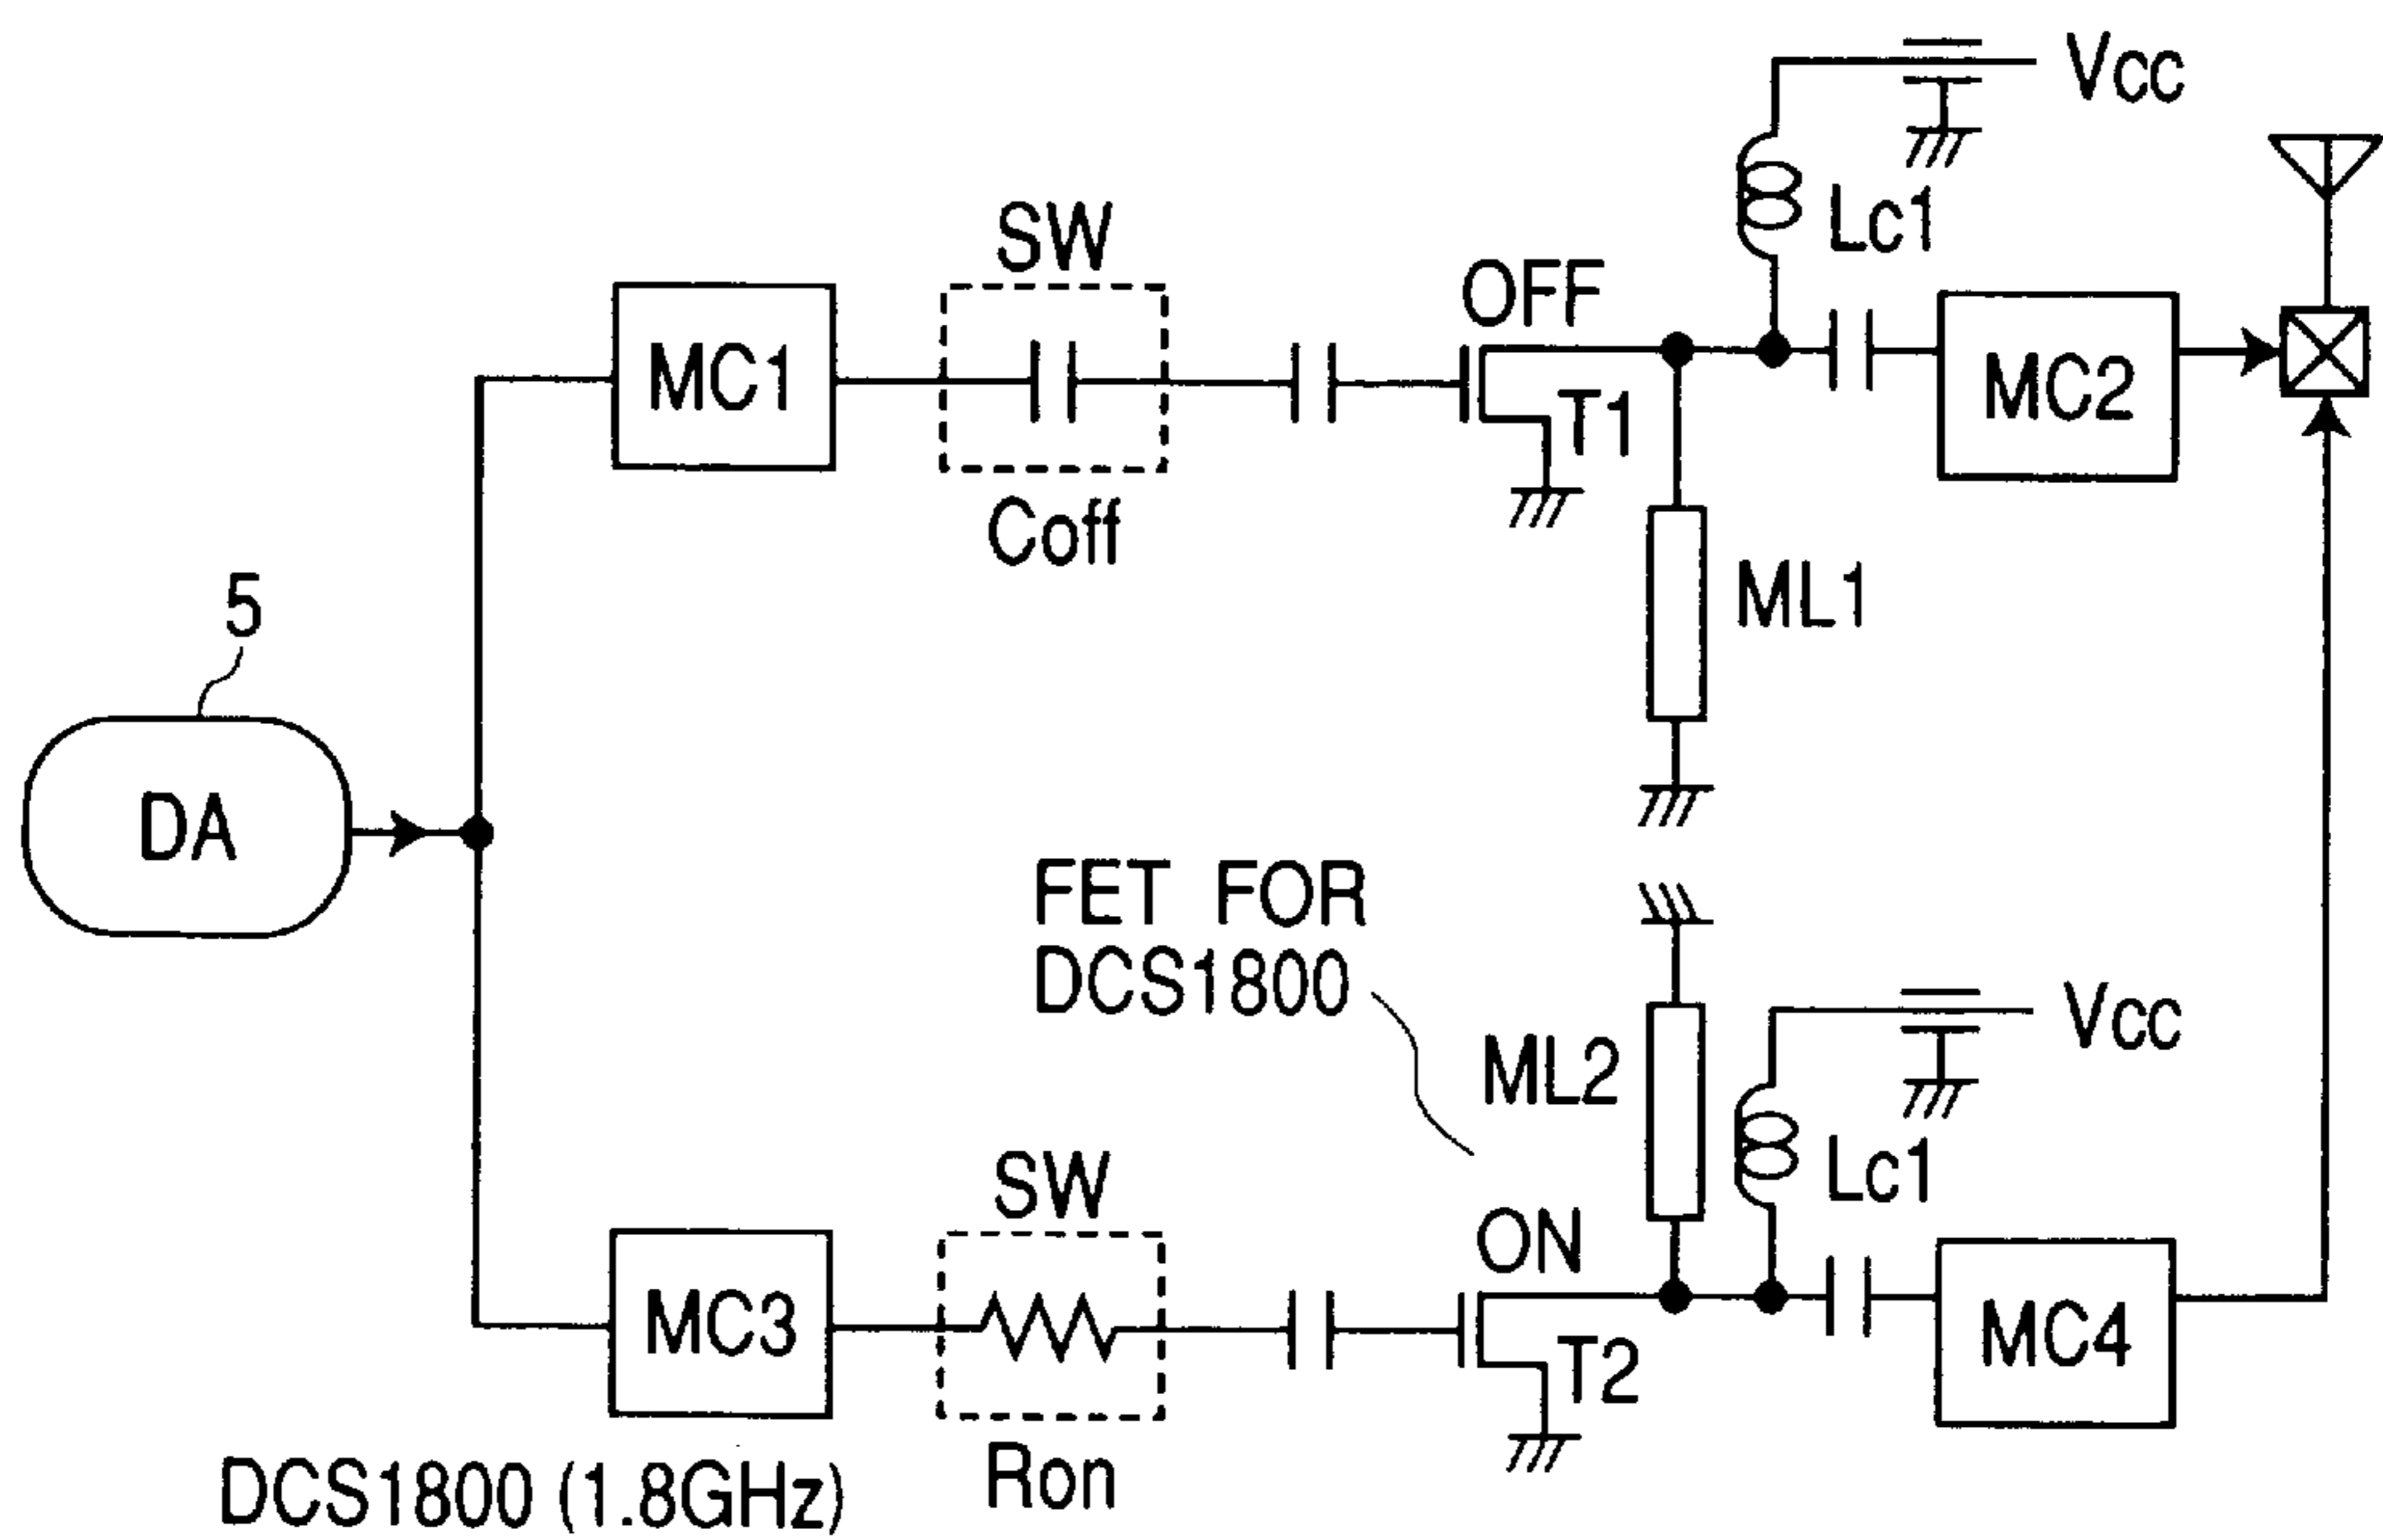 Vcc
SW
Lc1
OFF
MC1
MC2
T1
Coff
5
ML1
DA
FET FOR
DCS1800
Vcc
ML2
SW
Lc1
ON
MC3
MC4
T2
Ron
DCS1800 (1.8GHz)